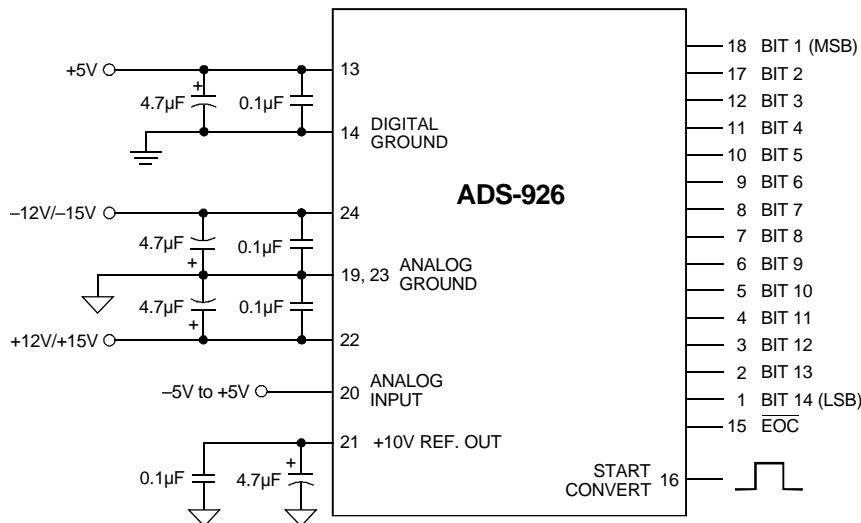 +5V
4.7µF
+
0.1µF
13
14 DIGITAL
GROUND
–12V/–15V
4.7µF
+
0.1µF
24
19, 23 ANALOG
GROUND
4.7µF
+
0.1µF
+12V/+15V
22
–5V to +5V
20 ANALOG
INPUT
21 +10V REF. OUT
0.1µF
4.7µF
+
ADS-926
18 BIT 1 (MSB)
17 BIT 2
12 BIT 3
11 BIT 4
10 BIT 5
9 BIT 6
8 BIT 7
7 BIT 8
6 BIT 9
5 BIT 10
4 BIT 11
3 BIT 12
2 BIT 13
1 BIT 14 (LSB)
15 EOC
START
CONVERT 16